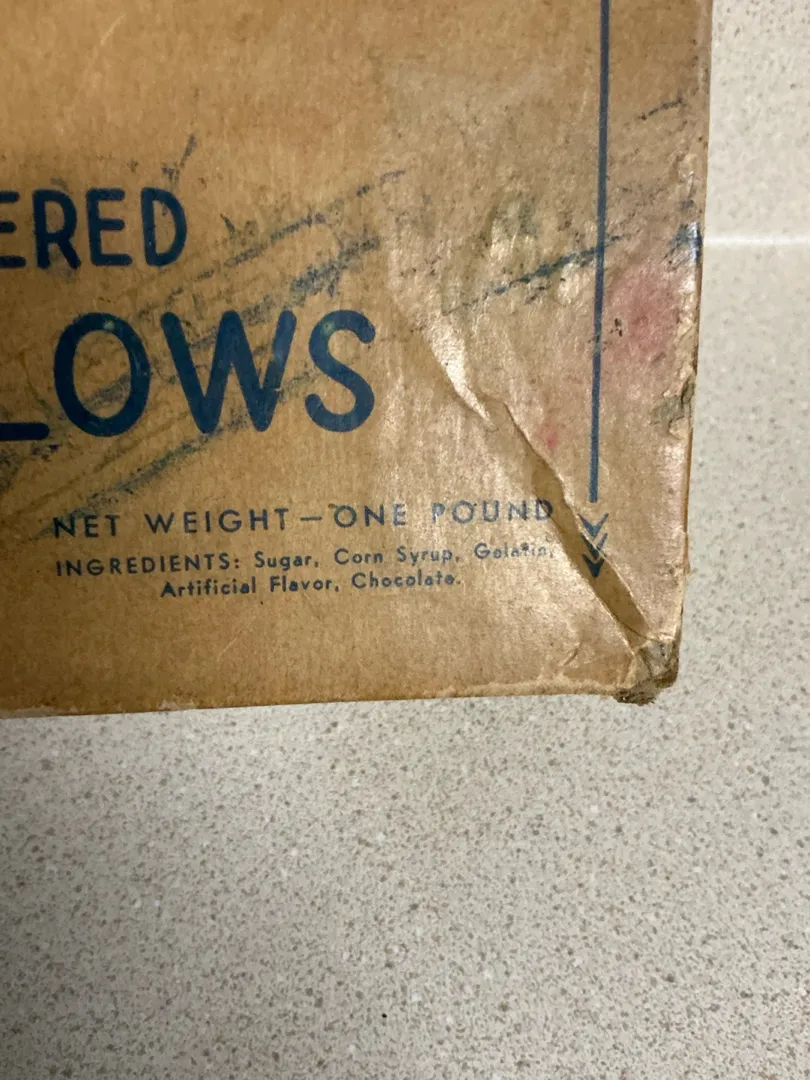 ERED
LOWS
NET WEIGHT—ONE POUND
INGREDIENTS: Sugar, Corn Syrup, Gelatin,
Artificial Flavor, Chocolate.